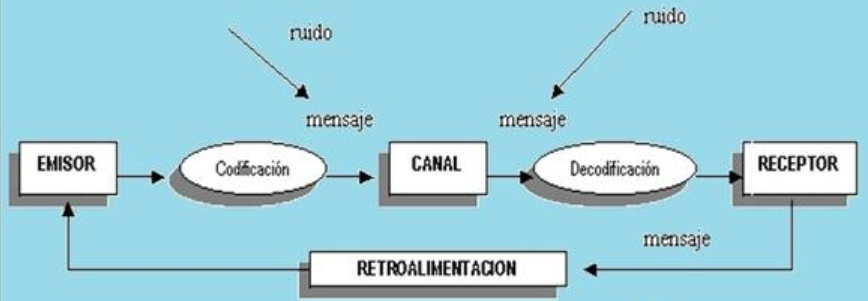 ruido
ruido
mensaje
mensaje
EMISOR
Codificación
CANAL
Decodificación
RECEPTOR
mensaje
RETROALIMENTACION